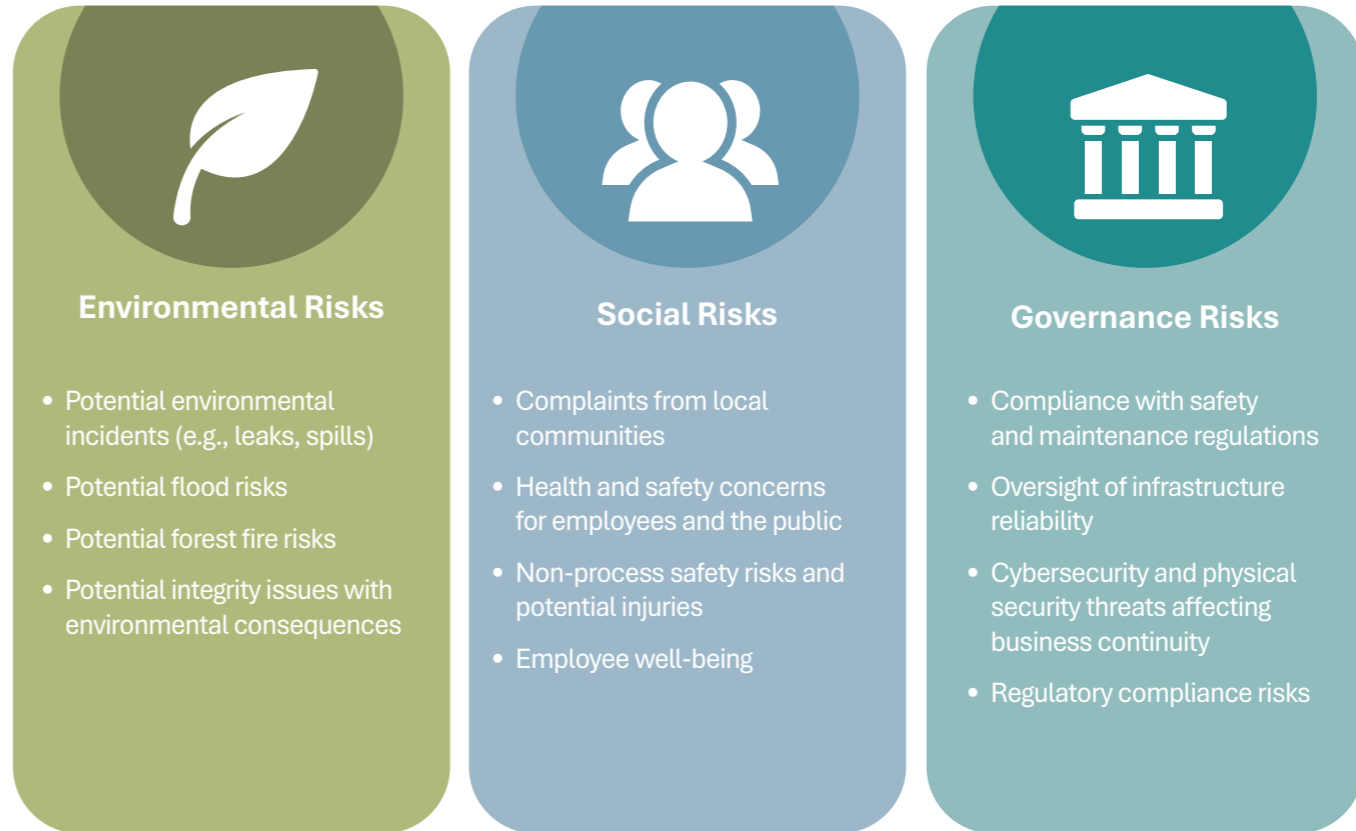 Environmental Risks
• Potential environmental
incidents (e.g., leaks, spills)
• Potential flood risks
• Potential forest fire risks
• Potential integrity issues with
environmental consequences
Social Risks
• Complaints from local
communities
• Health and safety concerns
for employees and the public
• Non-process safety risks and
potential injuries
• Employee well-being
Governance Risks
• Compliance with safety
and maintenance regulations
• Oversight of infrastructure
reliability
• Cybersecurity and physical
security threats affecting
business continuity
• Regulatory compliance risks